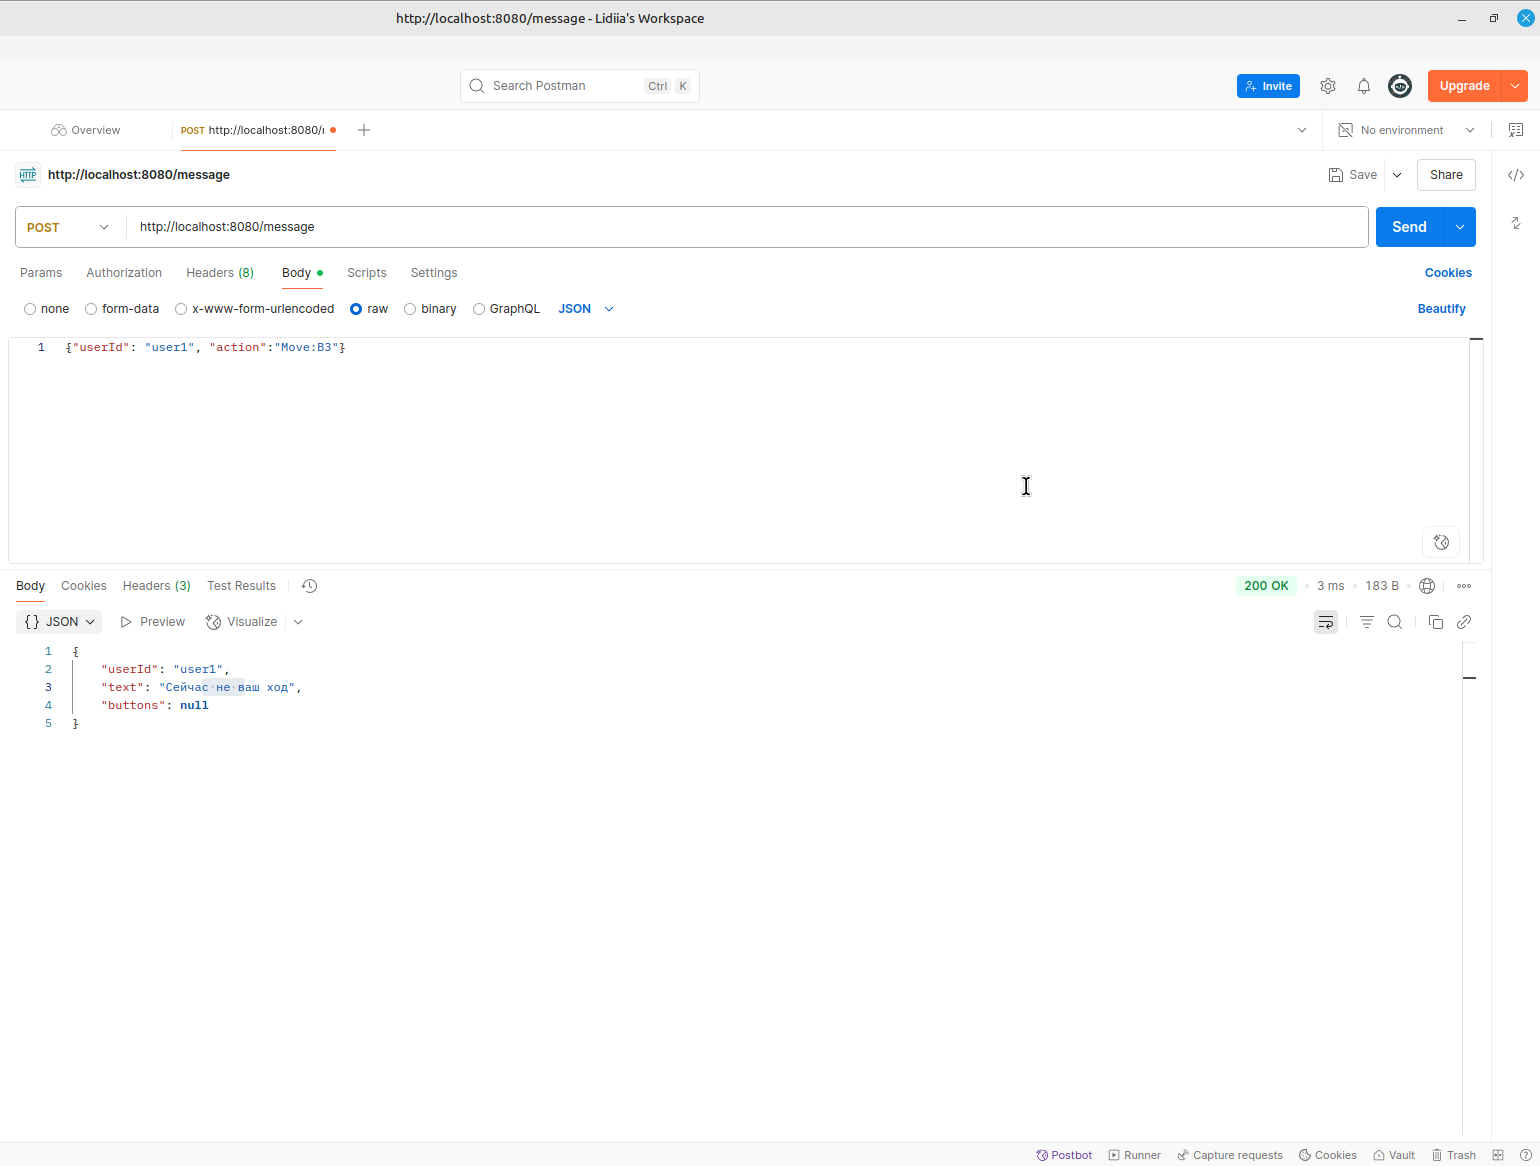 http://localhost:8080/message - Lidiia's Workspace
Search Postman Ctrl K
Invite
Upgrade
Overview
POST http://localhost:8080/
No environment
HTTP http://localhost:8080/message
Save
Share
POST http://localhost:8080/message
Send
Params Authorization Headers (8) Body Scripts Settings
Cookies
none form-data x-www-form-urlencoded raw binary GraphQL JSON
Beautify
1 {"userId": "user1", "action":"Move:B3"}
Body Cookies Headers (3) Test Results
200 OK • 3 ms • 183 B •
{} JSON Preview Visualize
1 {
2 "userId": "user1",
3 "text": "Сейчас не ваш ход",
4 "buttons": null
5 }
Postbot Runner Capture requests Cookies Vault Trash